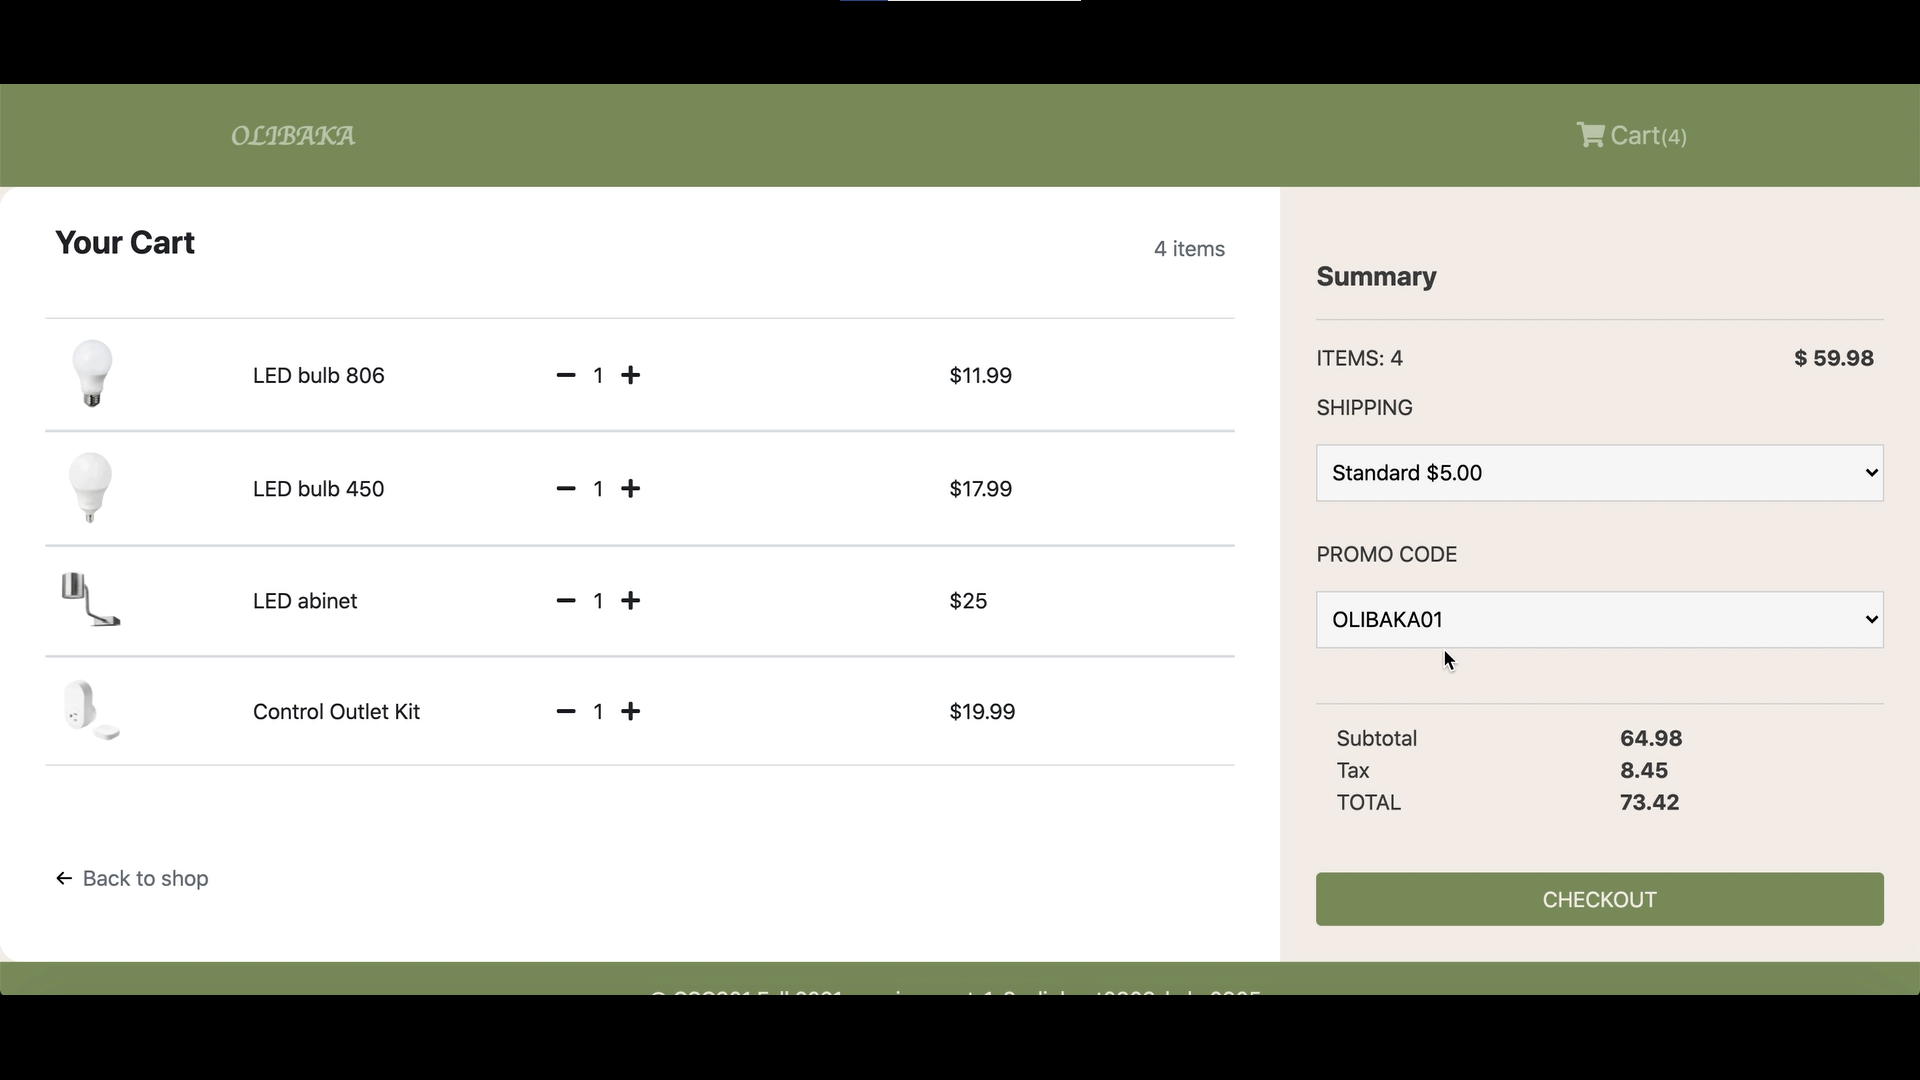 OLIBAKA
Cart(4)
Your Cart
4 items
LED bulb 806
1
$11.99
LED bulb 450
1
$17.99
LED abinet
1
$25
Control Outlet Kit
1
$19.99
Back to shop
Summary
ITEMS: 4
$ 59.98
SHIPPING
Standard $5.00
PROMO CODE
OLIBAKA01
Subtotal
64.98
Tax
8.45
TOTAL
73.42
CHECKOUT